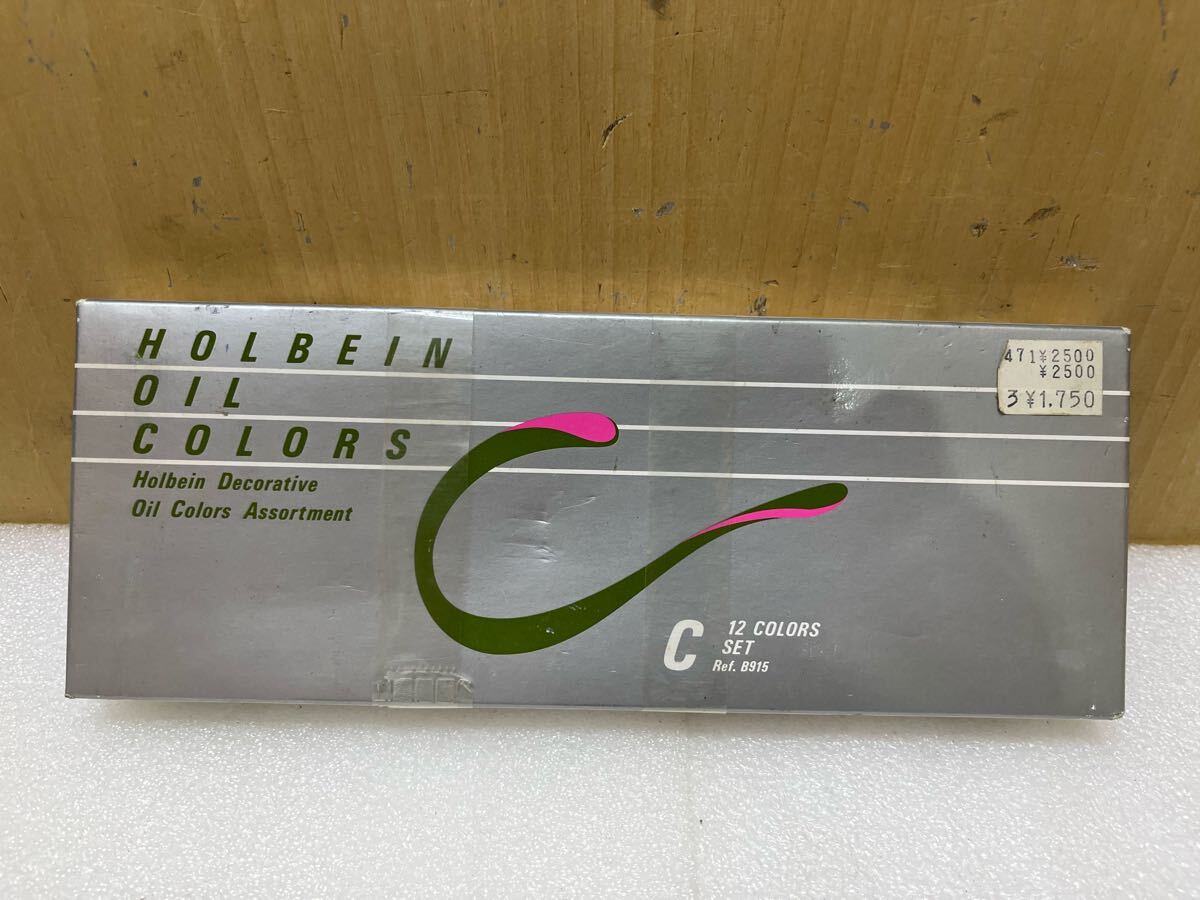 HOLBEIN
OIL
COLORS
Holbein Decorative
Oil Colors Assortment
471¥2500
¥2500
3¥1.750
C
12 COLORS
SET
Ref. B915